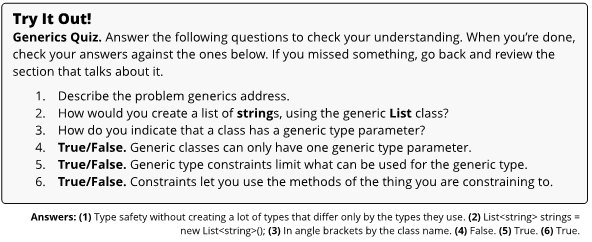 Try It Out!
Generics Quiz. Answer the following questions to check your understanding. When you’re done,
check your answers against the ones below. If you missed something, go back and review the
section that talks about it.
1. Describe the problem generics address.
2. How would you create a list of strings, using the generic List class?
3. How do you indicate that a class has a generic type parameter?
4. True/False. Generic classes can only have one generic type parameter.
5. True/False. Generic type constraints limit what can be used for the generic type.
6. True/False. Constraints let you use the methods of the thing you are constraining to.
Answers: (1) Type safety without creating a lot of types that differ only by the types they use. (2) List<string> strings =
new List<string>(); (3) In angle brackets by the class name. (4) False. (5) True. (6) True.